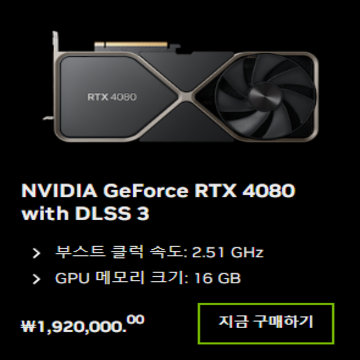 RTX 4080
NVIDIA GeForce RTX 4080
with DLSS 3
부스트 클럭 속도: 2.51 GHz
GPU 메모리 크기: 16 GB
₩1,920,000.00
지금 구매하기